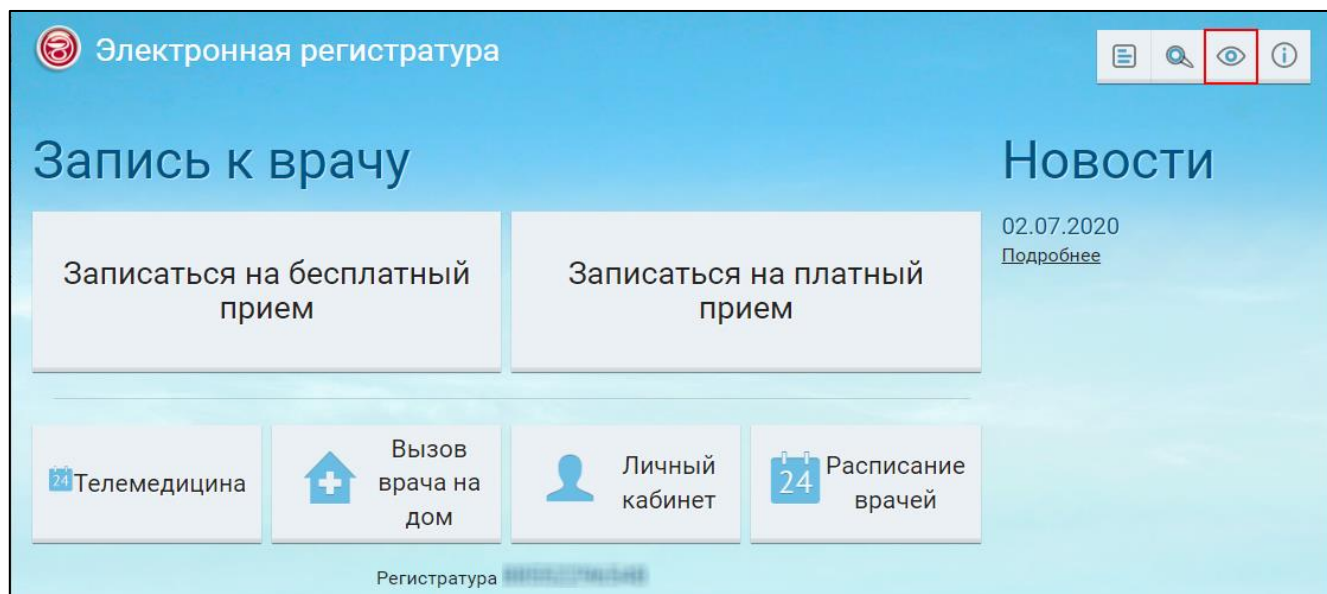 Электронная регистратура
Запись к врачу
Записаться на бесплатный
прием
Записаться на платный
прием
24
Телемедицина
Вызов
врача на
дом
Личный
кабинет
24
Расписание
врачей
Регистратура
Новости
02.07.2020
Подробнее